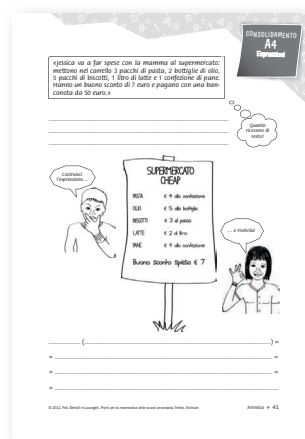 CONSOLIDAMENTO
A4
Espressioni
«Jessica va a far spese con la mamma al supermercato:
mettono nel carrello 3 pacchi di pasta, 2 bottiglie di olio,
5 pacchi di biscotti, 1 litro di latte e 1 confezione di pane.
Hanno un buono sconto di 7 euro e pagano con una ban-
conota da 50 euro.»
Quanto
ricevono di
resto?
Costruisci
l'espressione...
SUPERMERCATO
CHEAP
PASTA € 4 alla confezione
OLIO € 5 alla bottiglia
BISCOTTI € 3 al pacco
LATTE € 2 al litro
PANE € 4 alla confezione
Buono sconto spesa € 7
... e risolvila!
(                    ) =
= =
= =
=
© 2012, Poli, Bertolli e Lucangeli, Pronti per la matematica della scuola secondaria, Trento, Erickson
Aritmetica + 41